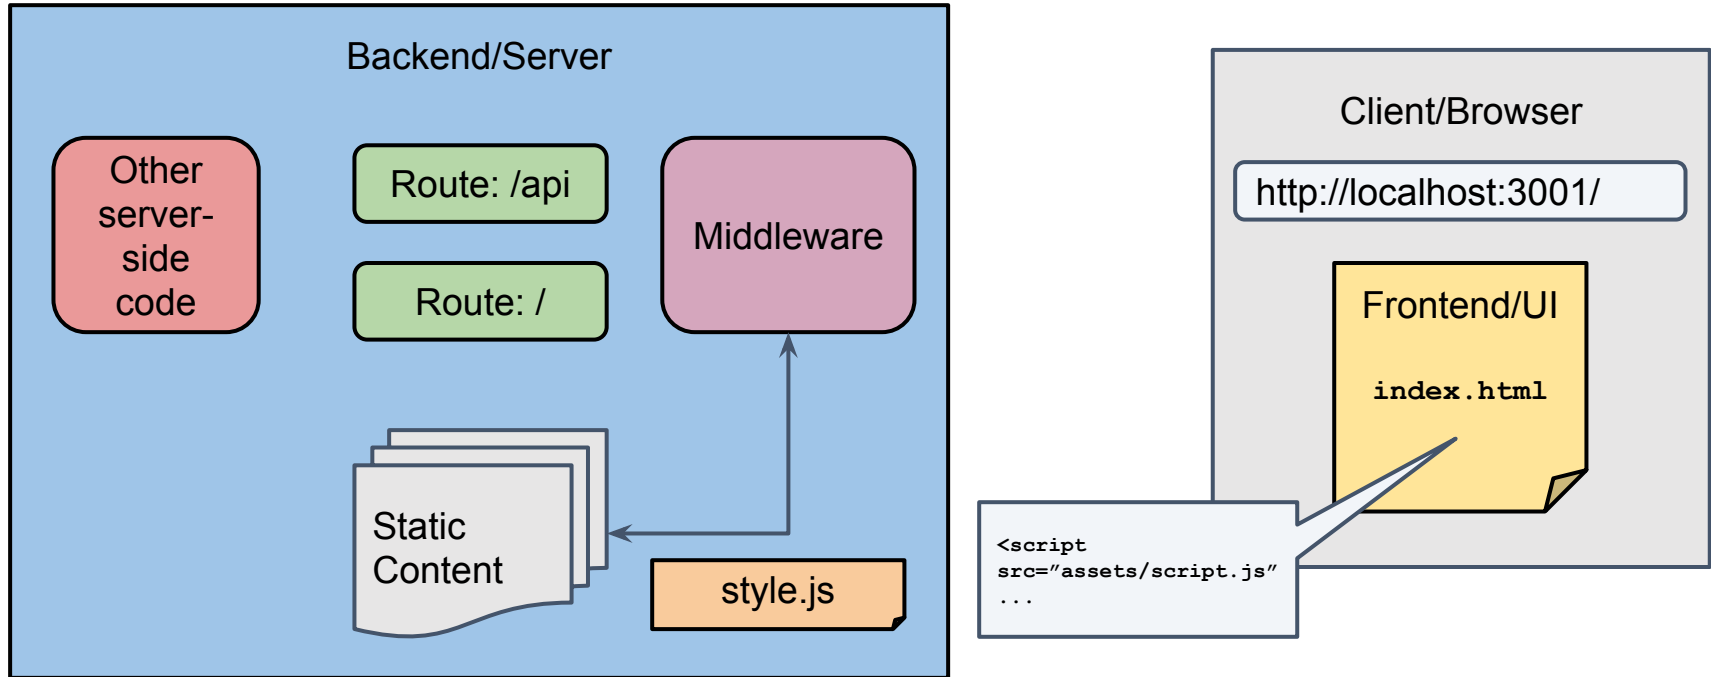 Backend/Server
Other
server-
side
code
Route: /api
Route: /
Middleware
Static
Content
style.js
Client/Browser
http://localhost:3001/
Frontend/UI
index.html
<script
src=”assets/script.js”
...